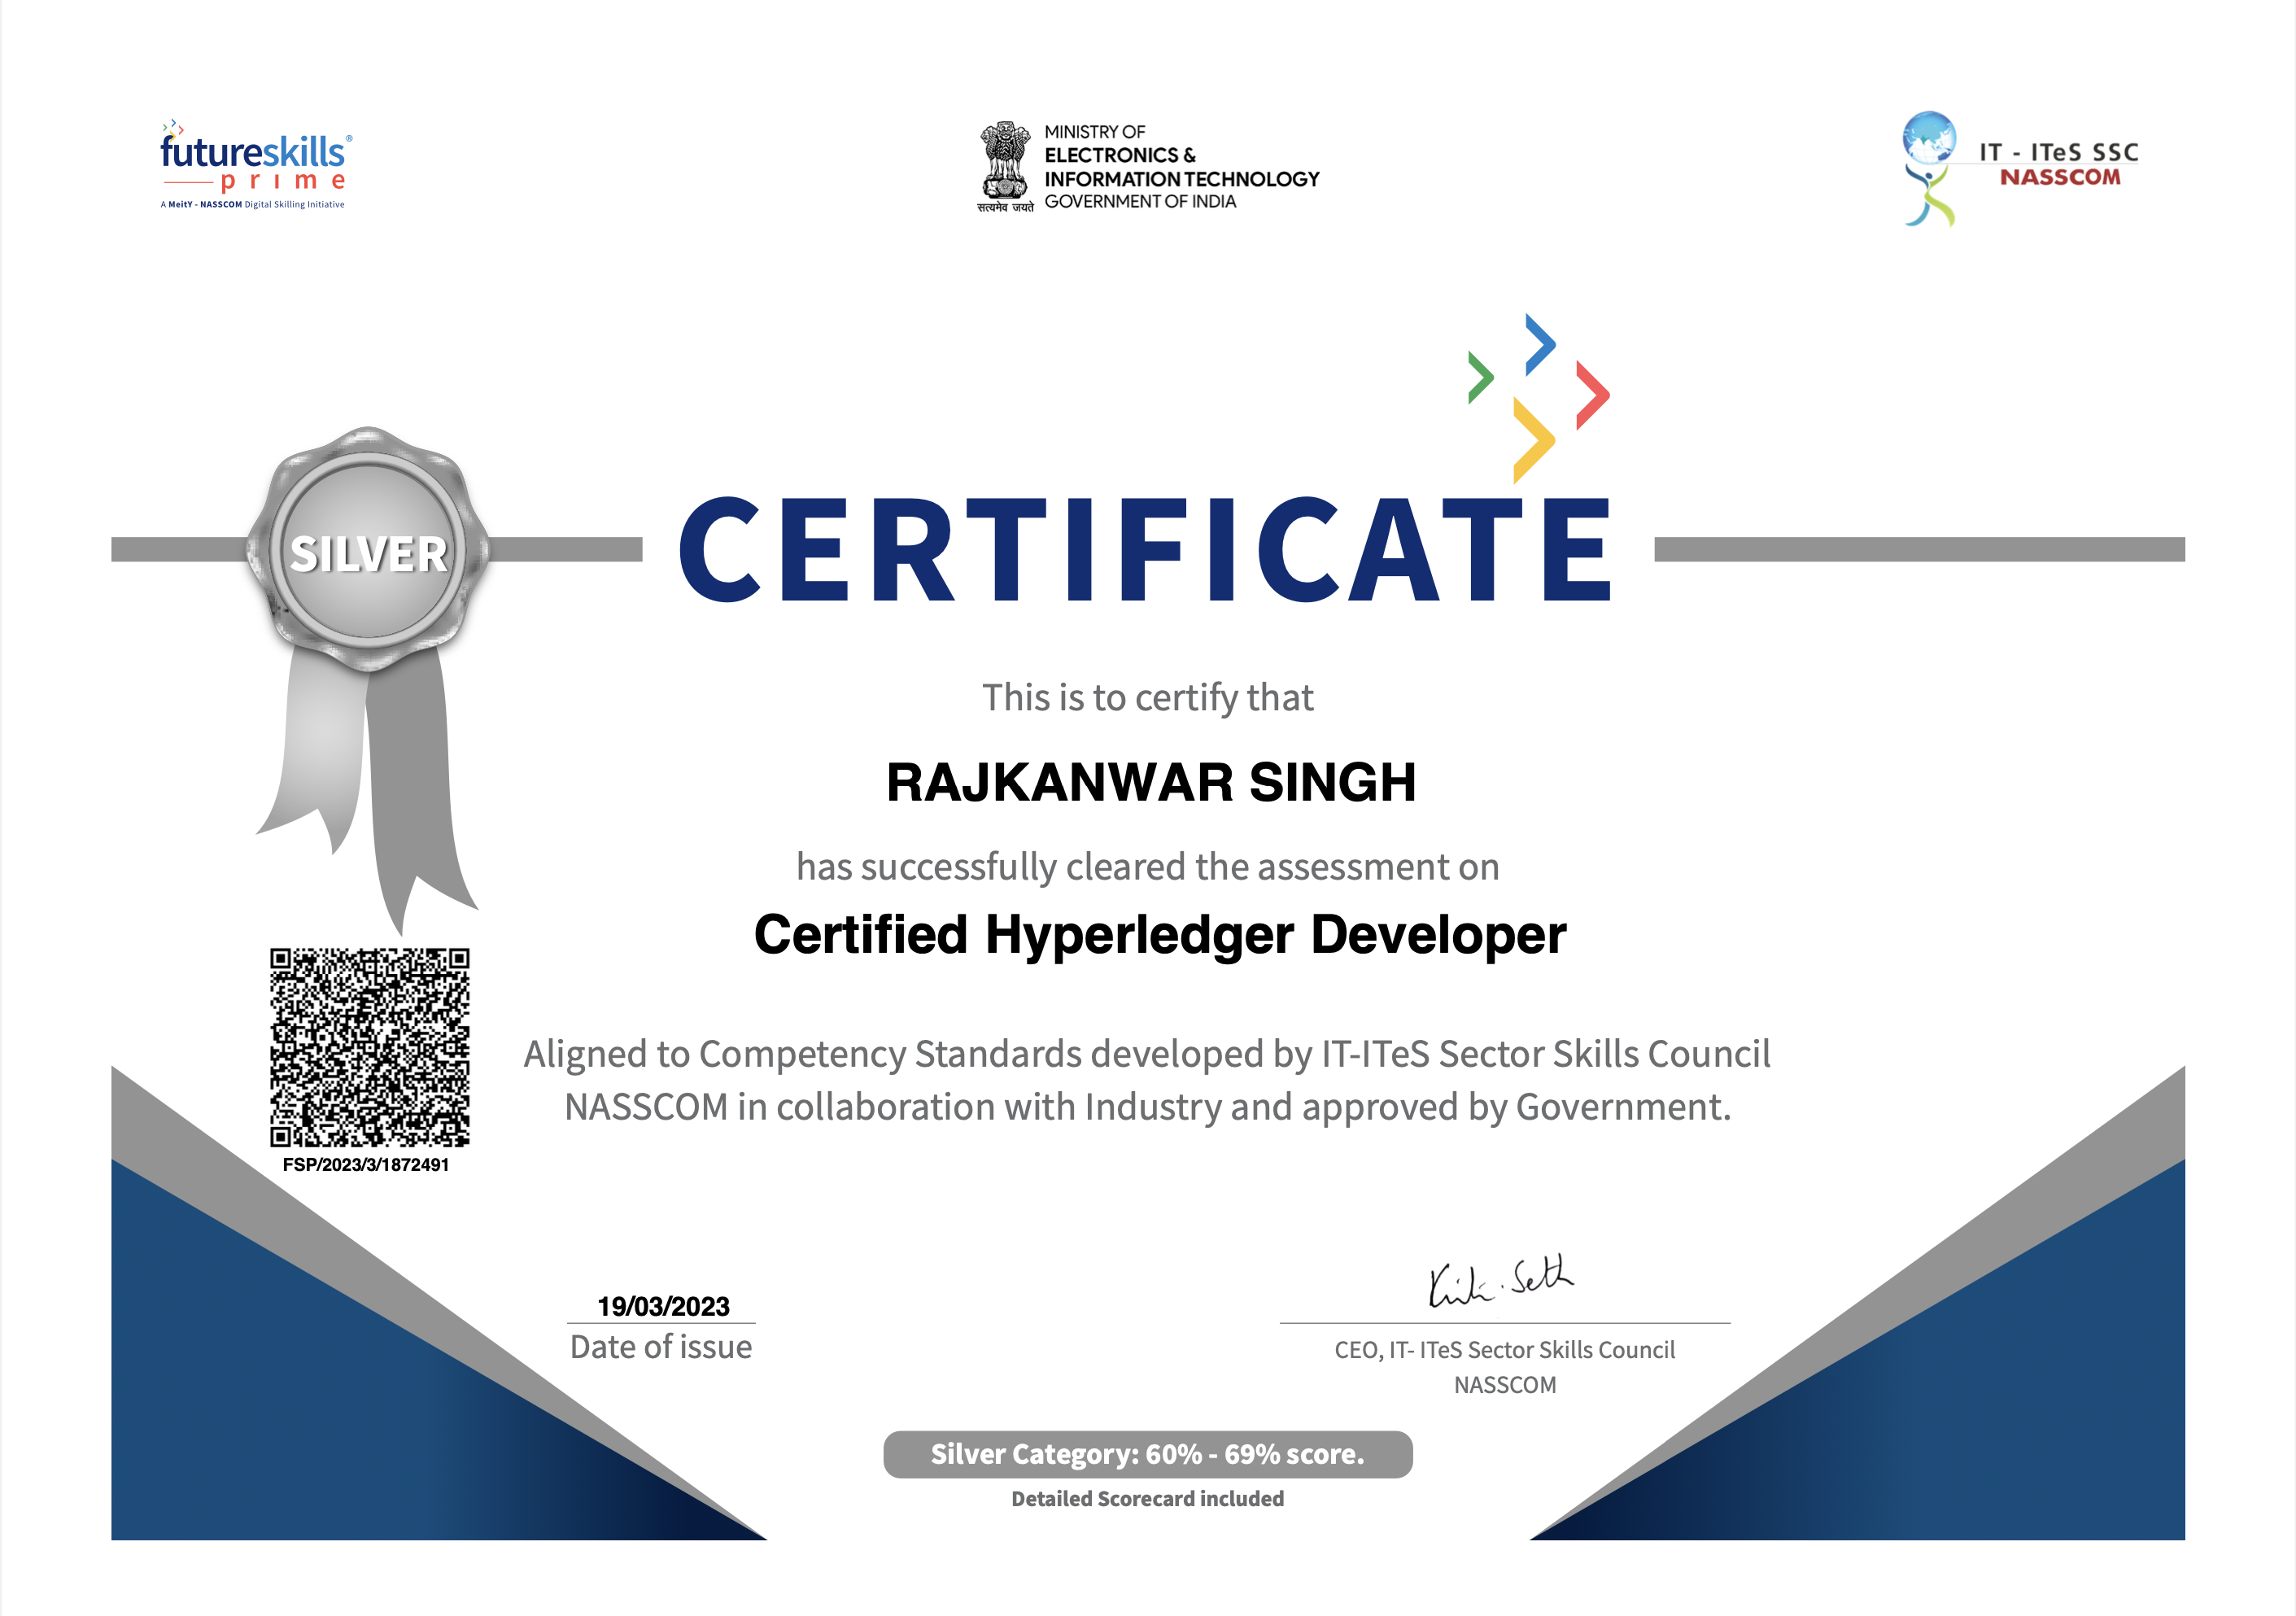 futureskills®
prime
A MeitY - NASSCOM Digital Skilling Initiative
सत्यमेव जयते
MINISTRY OF
ELECTRONICS &
INFORMATION TECHNOLOGY
GOVERNMENT OF INDIA
IT - ITeS SSC
NASSCOM
SILVER
CERTIFICATE
This is to certify that
RAJKANWAR SINGH
has successfully cleared the assessment on
Certified Hyperledger Developer
Aligned to Competency Standards developed by IT-ITeS Sector Skills Council
NASSCOM in collaboration with Industry and approved by Government.
FSP/2023/3/1872491
19/03/2023
Date of issue
CEO, IT- ITeS Sector Skills Council
NASSCOM
Silver Category: 60% - 69% score.
Detailed Scorecard included